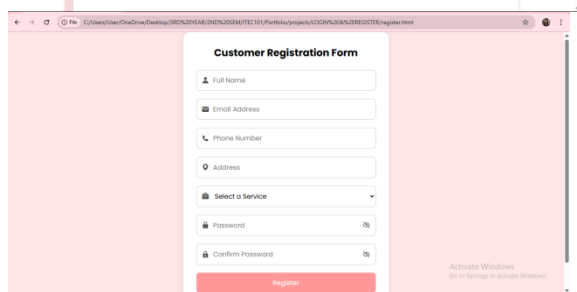 File C:/Users/User/OneDrive/Desktop/3RD%20YEAR/2ND%20SEM/ITEC101/Portfolio/projects/LOGIN%20&%20REGISTER/register.html
Customer Registration Form
Full Name
Email Address
Phone Number
Address
Select a Service
Password
Confirm Password
Register
Activate Windows
Go to Settings to activate Windows.